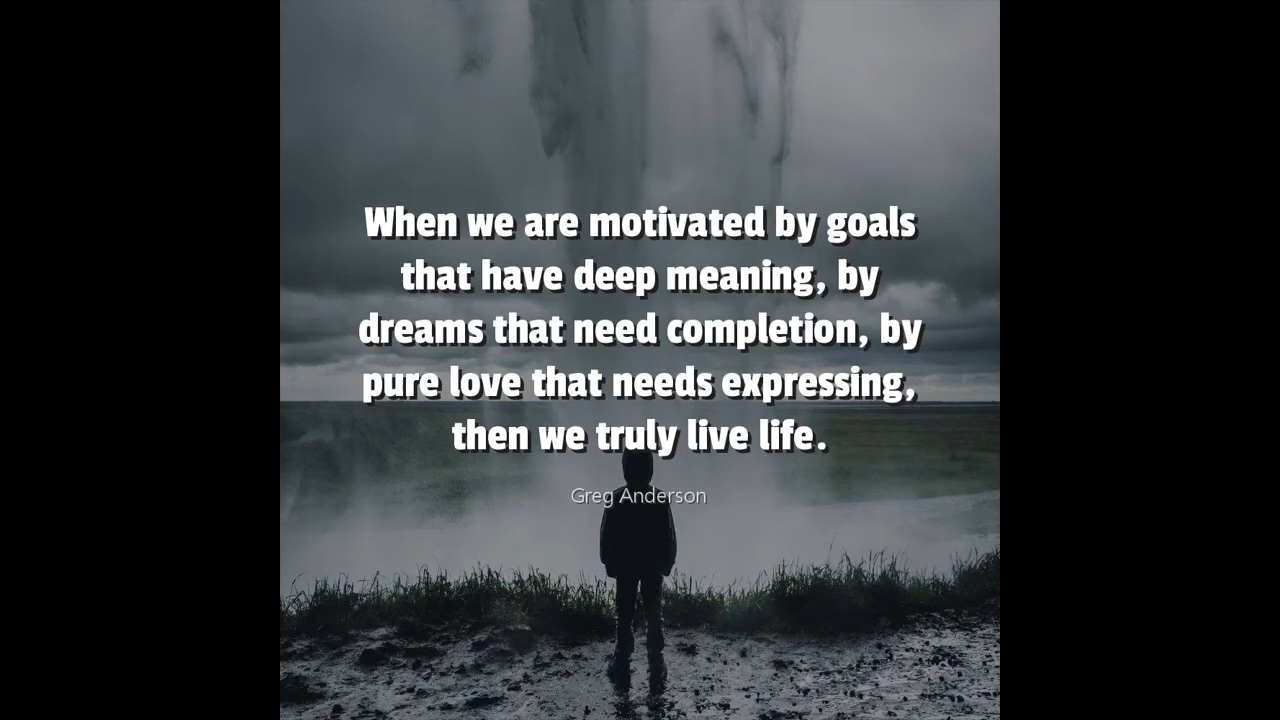 When we are motivated by goals
that have deep meaning, by
dreams that need completion, by
pure love that needs expressing,
then we truly live life.
Greg Anderson